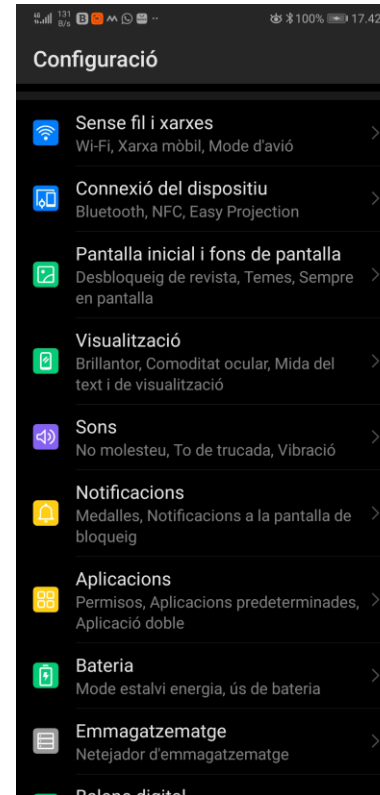 131
B/s
100%
17.42
Configuració
Sense fil i xarxes
Wi-Fi, Xarxa mòbil, Mode d'avió
Connexió del dispositiu
Bluetooth, NFC, Easy Projection
Pantalla inicial i fons de pantalla
Desbloqueig de revista, Temes, Sempre
en pantalla
Visualització
Brillantor, Comoditat ocular, Mida del
text i de visualització
Sons
No molesteu, To de trucada, Vibració
Notificacions
Medalles, Notificacions a la pantalla de
bloqueig
Aplicacions
Permisos, Aplicacions predeterminades,
Aplicació doble
Bateria
Mode estalvi energia, ús de bateria
Emmagatzematge
Netejador d'emmagatzematge